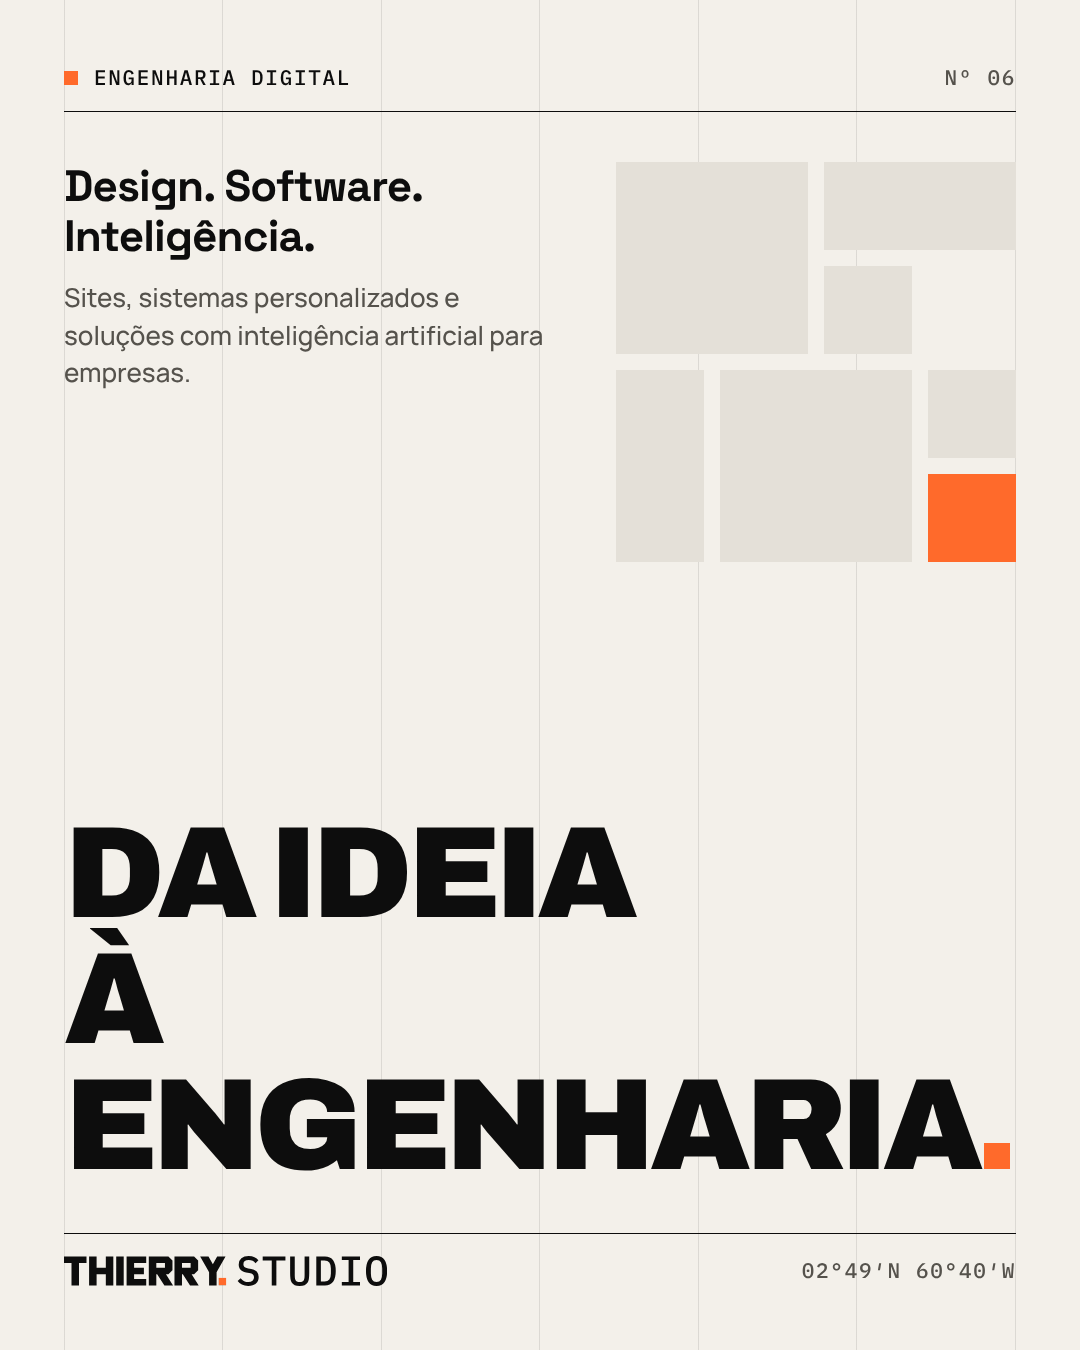 ENGENHARIA DIGITAL
Nº 06
Design. Software.
Inteligência.
Sites, sistemas personalizados e
soluções com inteligência artificial para
empresas.
DA IDEIA
À
ENGENHARIA.
THIERRY. STUDIO
02°49′N 60°40′W